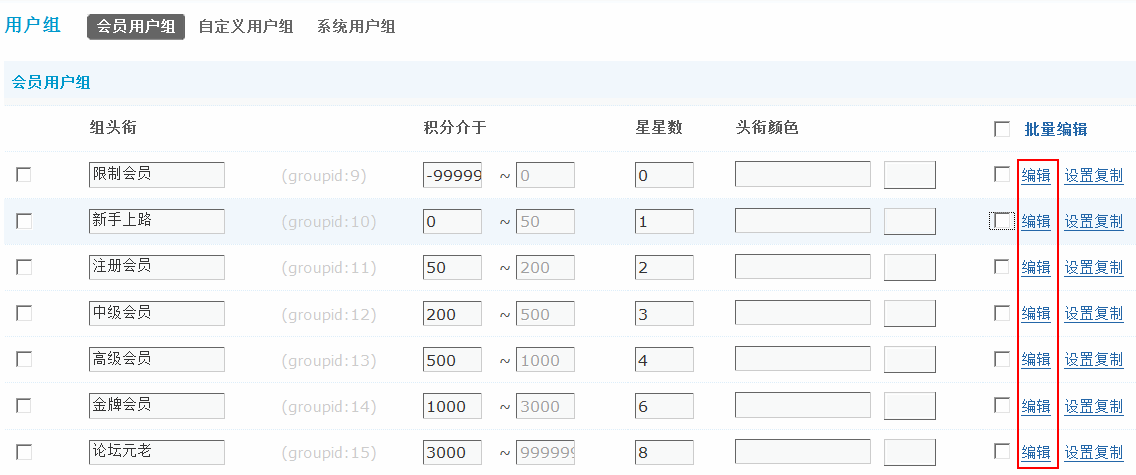 用户组 会员用户组 自定义用户组 系统用户组
会员用户组
组头衔 积分介于 星星数 头衔颜色 批量编辑
限制会员 (groupid:9) -99999 ~ 0 0 编辑 设置复制
新手上路 (groupid:10) 0 ~ 50 1 编辑 设置复制
注册会员 (groupid:11) 50 ~ 200 2 编辑 设置复制
中级会员 (groupid:12) 200 ~ 500 3 编辑 设置复制
高级会员 (groupid:13) 500 ~ 1000 4 编辑 设置复制
金牌会员 (groupid:14) 1000 ~ 3000 6 编辑 设置复制
论坛元老 (groupid:15) 3000 ~ 999999 8 编辑 设置复制